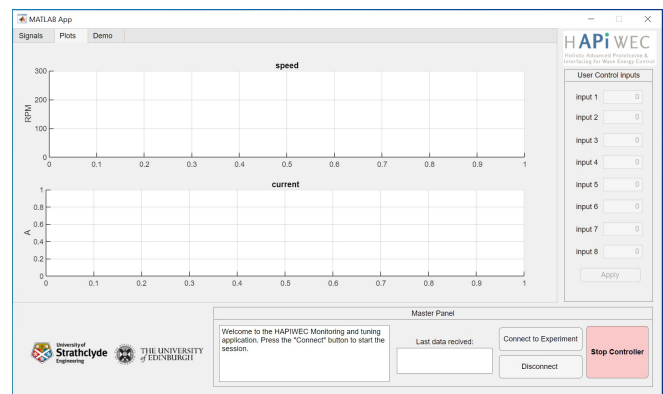 MATLAB App
Signals Plots Demo
HAPiWEC
Holistic Advanced Prototyping &
Interfacing for Wave Energy Control
speed
RPM
300
200
100
0
0 0.1 0.2 0.3 0.4 0.5 0.6 0.7 0.8 0.9 1
current
A
1
0.8
0.6
0.4
0.2
0
0 0.1 0.2 0.3 0.4 0.5 0.6 0.7 0.8 0.9 1
User Control inputs
input 1 0
input 2 0
input 3 0
input 4 0
input 5 0
input 6 0
input 7 0
input 8 0
Apply
University of
Strathclyde
Engineering
THE UNIVERSITY
of EDINBURGH
Master Panel
Welcome to the HAPIWEC Monitoring and tuning
application. Press the "Connect" button to start the
session.
Last data recived:
Connect to Experiment
Disconnect
Stop Controller